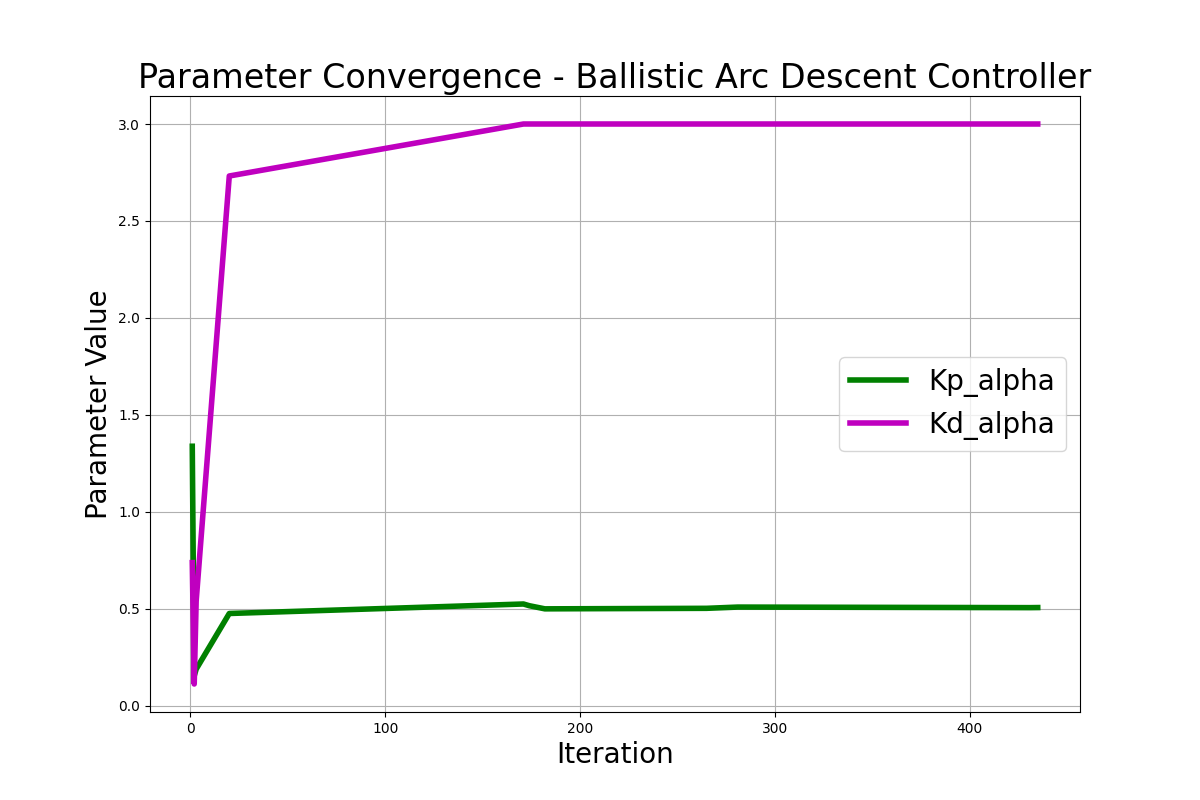 Parameter Convergence - Ballistic Arc Descent Controller
3.0
2.5
2.0
1.5
1.0
0.5
0.0
Parameter Value
Kp_alpha
Kd_alpha
0 100 200 300 400
Iteration